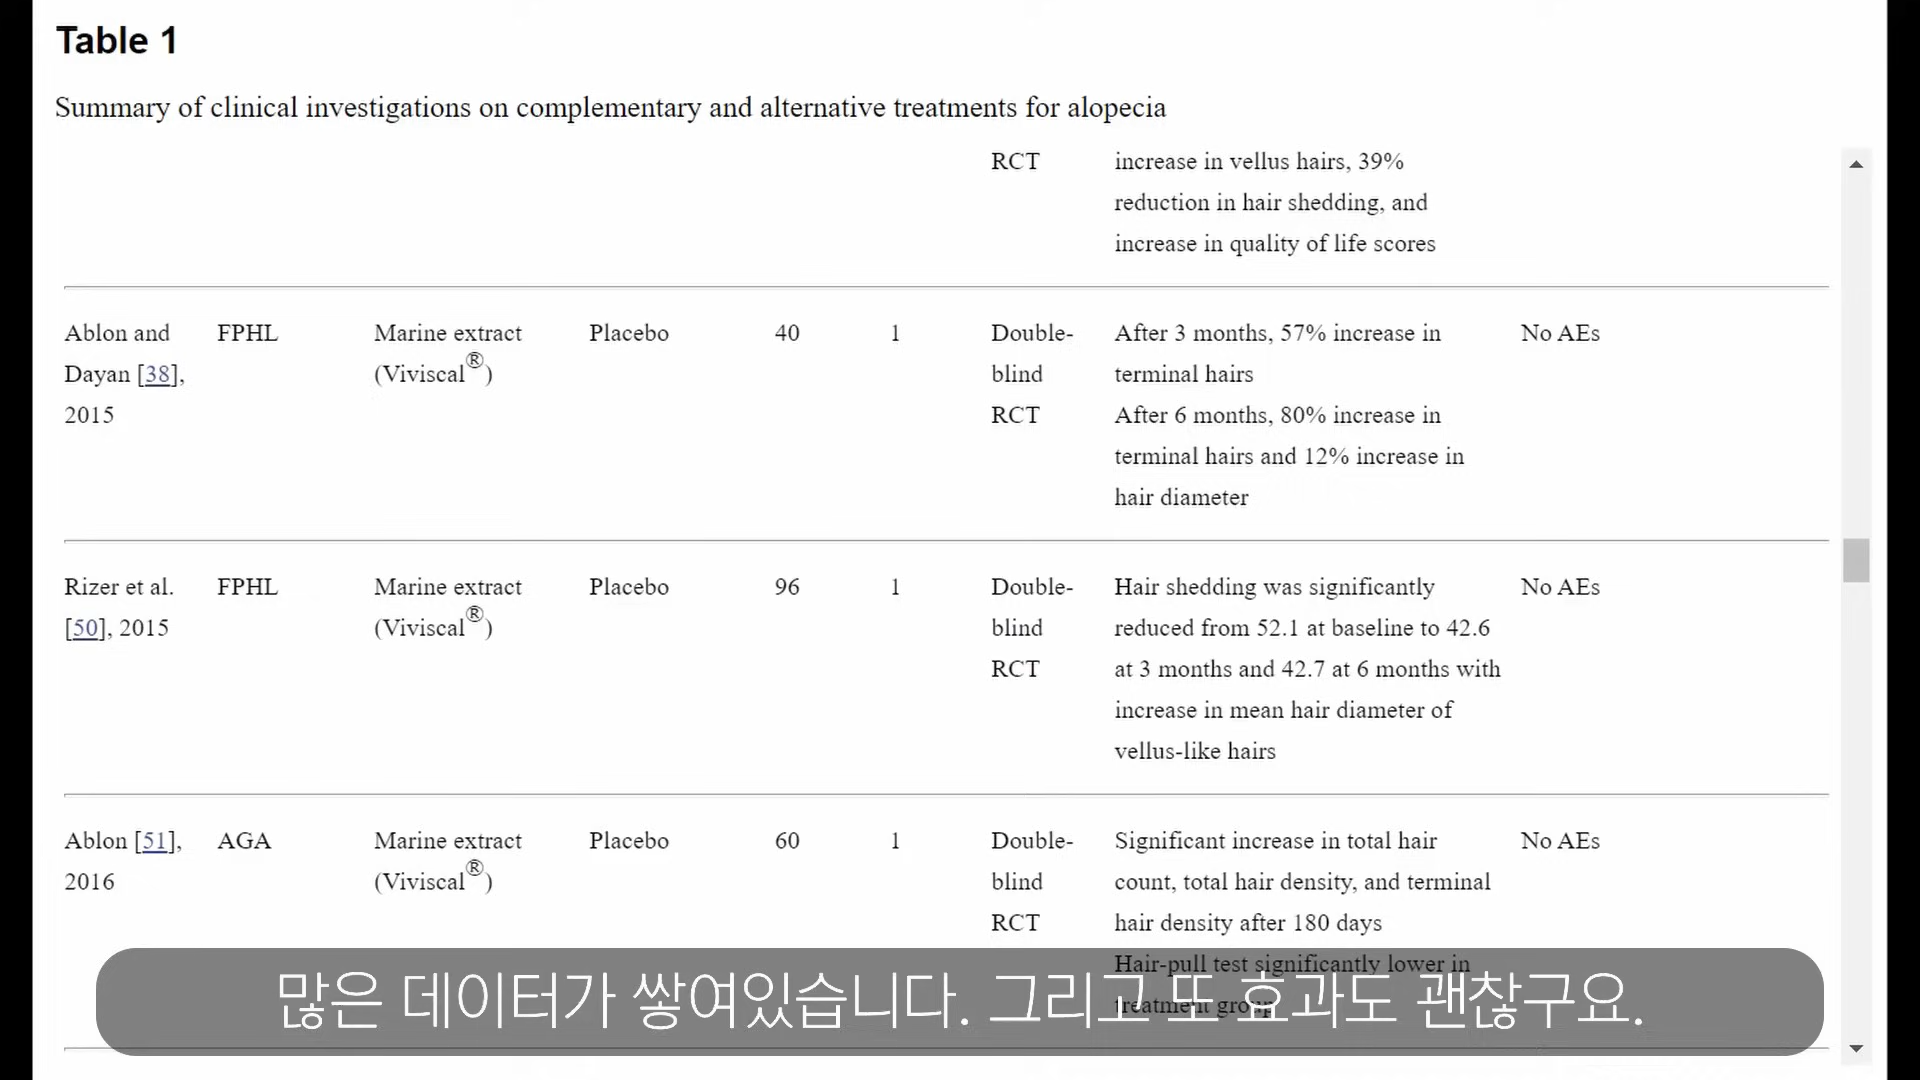 Table 1
Summary of clinical investigations on complementary and alternative treatments for alopecia
RCT increase in vellus hairs, 39%
reduction in hair shedding, and
increase in quality of life scores
Ablon and FPHL Marine extract Placebo 40 1 Double- After 3 months, 57% increase in No AEs
Dayan [38], (Viviscal®) blind terminal hairs
2015 RCT After 6 months, 80% increase in
terminal hairs and 12% increase in
hair diameter
Rizer et al. FPHL Marine extract Placebo 96 1 Double- Hair shedding was significantly No AEs
[50], 2015 (Viviscal®) blind reduced from 52.1 at baseline to 42.6
RCT at 3 months and 42.7 at 6 months with
increase in mean hair diameter of
vellus-like hairs
Ablon [51], AGA Marine extract Placebo 60 1 Double- Significant increase in total hair No AEs
2016 (Viviscal®) blind count, total hair density, and terminal
RCT hair density after 180 days
Hair-pull test significantly lower in
treatment group
많은 데이터가 쌓여있습니다. 그리고 또 효과도 괜찮구요.